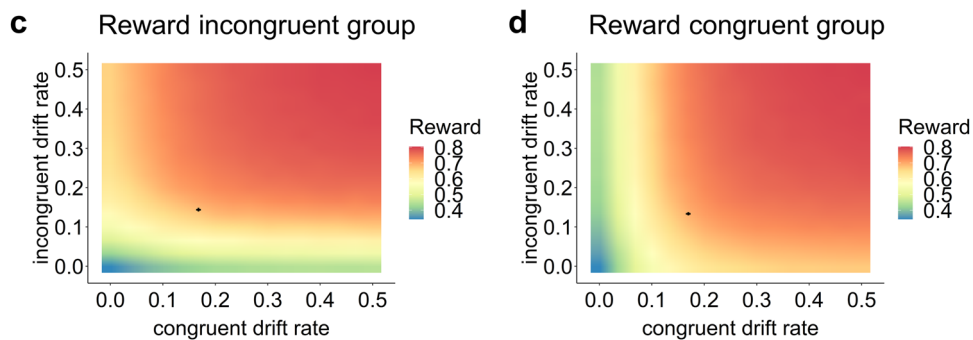 c Reward incongruent group
incongruent drift rate
0.5
0.4
0.3
0.2
0.1
0.0
0.0 0.1 0.2 0.3 0.4 0.5
congruent drift rate
Reward
0.8
0.7
0.6
0.5
0.4
d Reward congruent group
incongruent drift rate
0.5
0.4
0.3
0.2
0.1
0.0
0.0 0.1 0.2 0.3 0.4 0.5
congruent drift rate
Reward
0.8
0.7
0.6
0.5
0.4